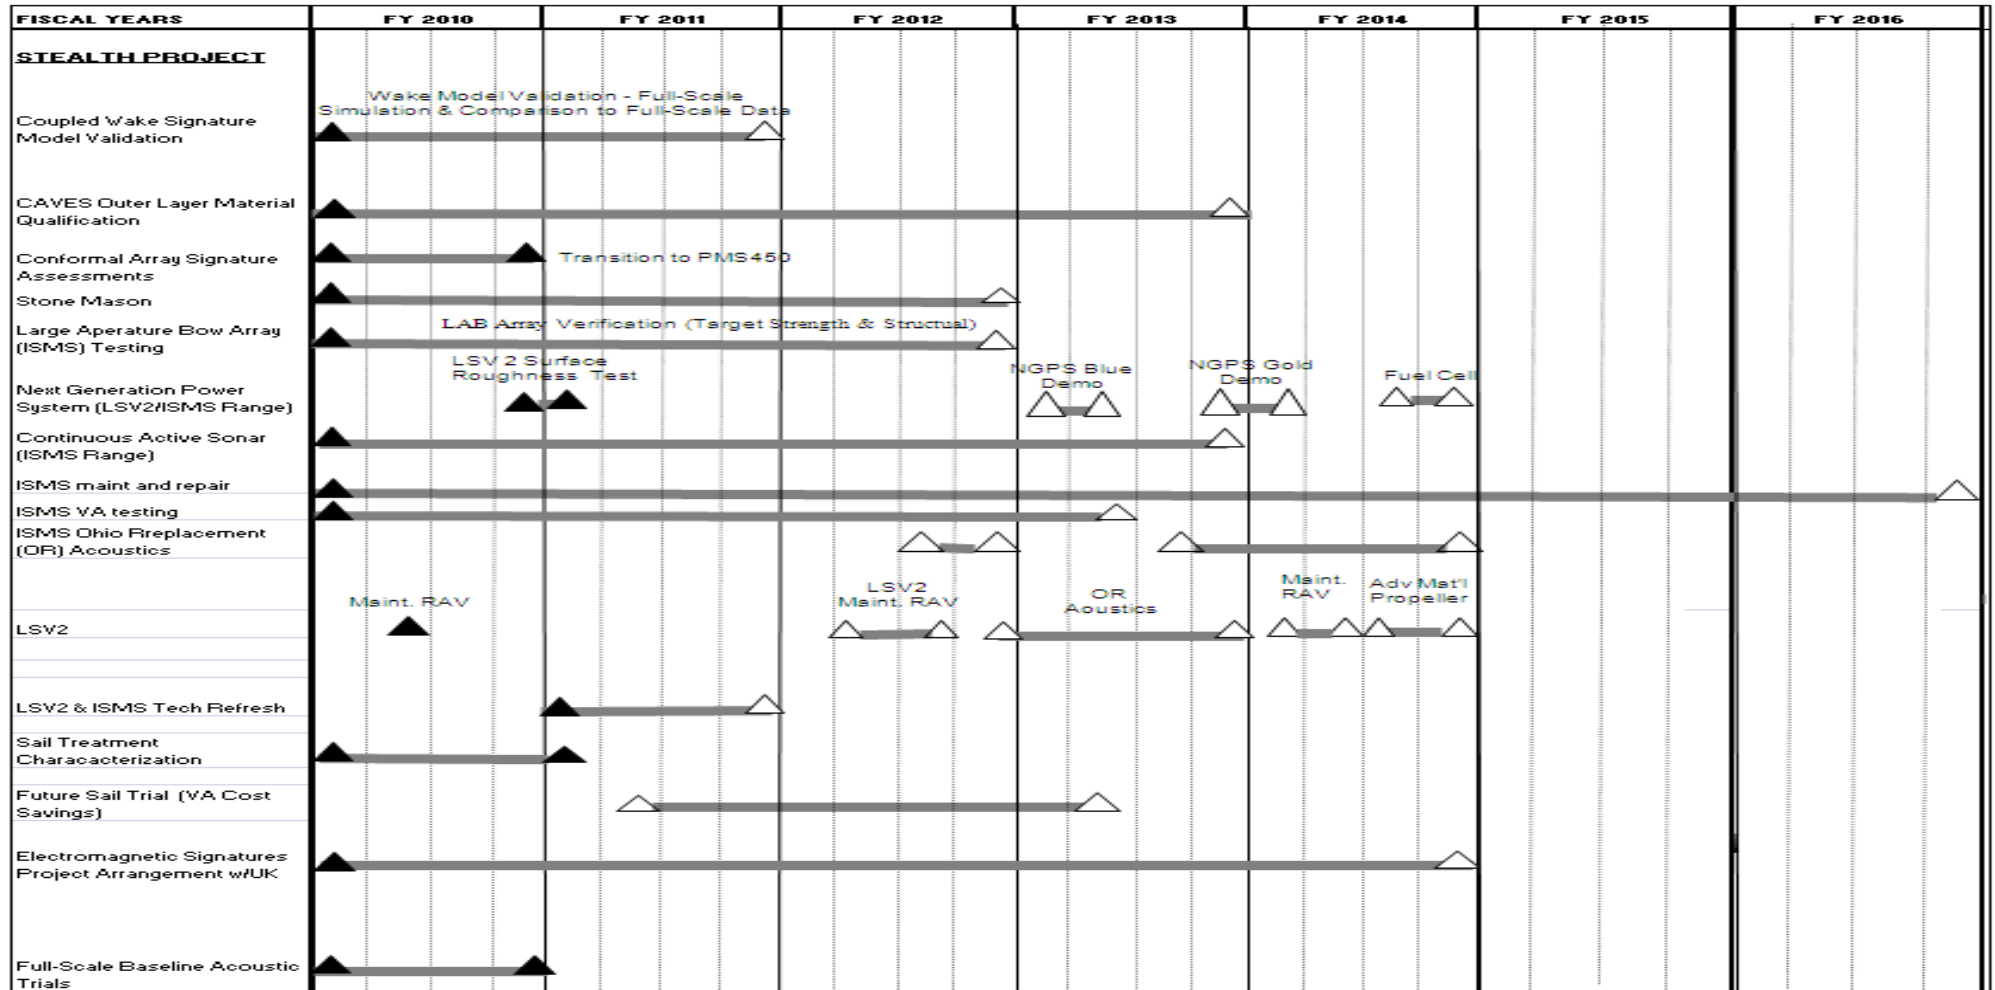 FISCAL YEARS FY 2010 FY 2011 FY 2012 FY 2013 FY 2014 FY 2015 FY 2016
STEALTH PROJECT
Wake Model Validation - Full-Scale
Simulation & Comparison to Full-Scale Data
Coupled Wake Signature
Model Validation
CAVES Outer Layer Material
Qualification
Conformal Array Signature
Assessments
Transition to PMS450
Stone Mason
Large Aperature Bow Array
(ISMS) Testing
LAB Array Verification (Target Strength & Structual)
LSV 2 Surface
Roughness Test
NGPS Blue
Demo
NGPS Gold
Demo
Fuel Cell
Next Generation Power
System (LSV2/ISMS Range)
Continuous Active Sonar
(ISMS Range)
ISMS maint and repair
ISMS VA testing
ISMS Ohio Rreplacement
(OR) Acoustics
Maint. RAV
LSV2
Maint. RAV
OR
Aoustics
Maint.
RAV
Adv Mat'l
Propeller
LSV2
LSV2 & ISMS Tech Refresh
Sail Treatment
Characacterization
Future Sail Trial (VA Cost
Savings)
Electromagnetic Signatures
Project Arrangement w/UK
Full-Scale Baseline Acoustic
Trials